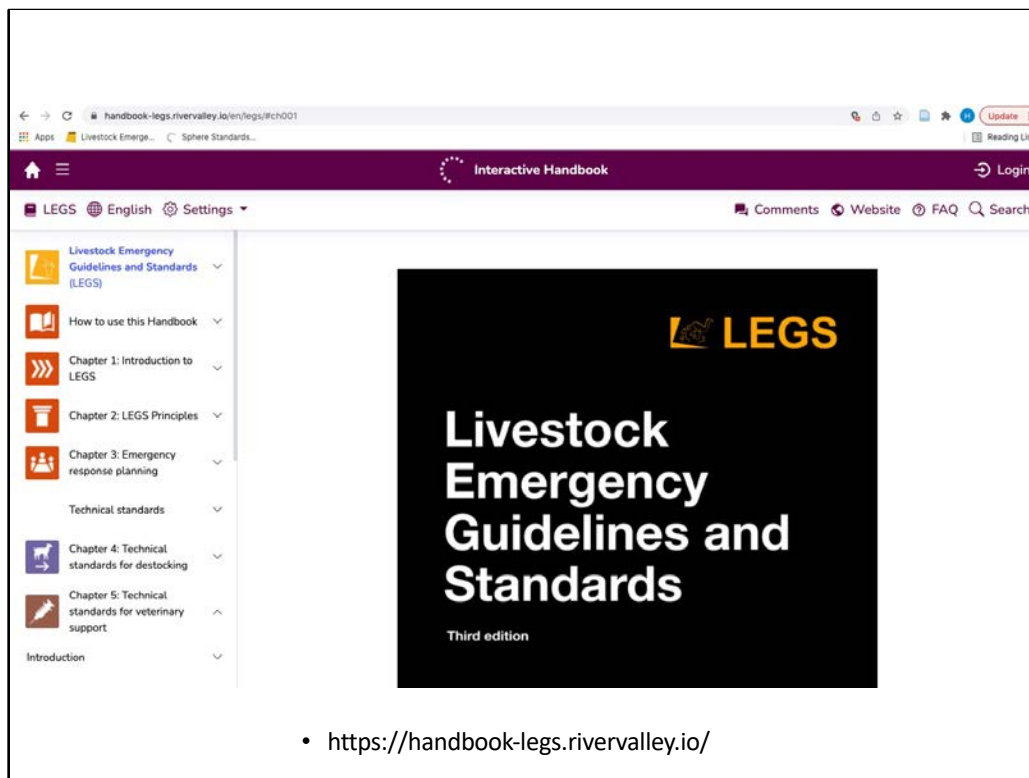 handbook-legs.rivervalley.io/en/legs/#ch001
Update
Apps Livestock Emerge... Sphere Standards...
Reading Lis
Interactive Handbook
Login
LEGS English Settings
Comments Website FAQ Search
Livestock Emergency
Guidelines and Standards
(LEGS)
How to use this Handbook
Chapter 1: Introduction to
LEGS
Chapter 2: LEGS Principles
Chapter 3: Emergency
response planning
Technical standards
Chapter 4: Technical
standards for destocking
Chapter 5: Technical
standards for veterinary
support
Introduction
LEGS
Livestock
Emergency
Guidelines and
Standards
Third edition
• https://handbook-legs.rivervalley.io/